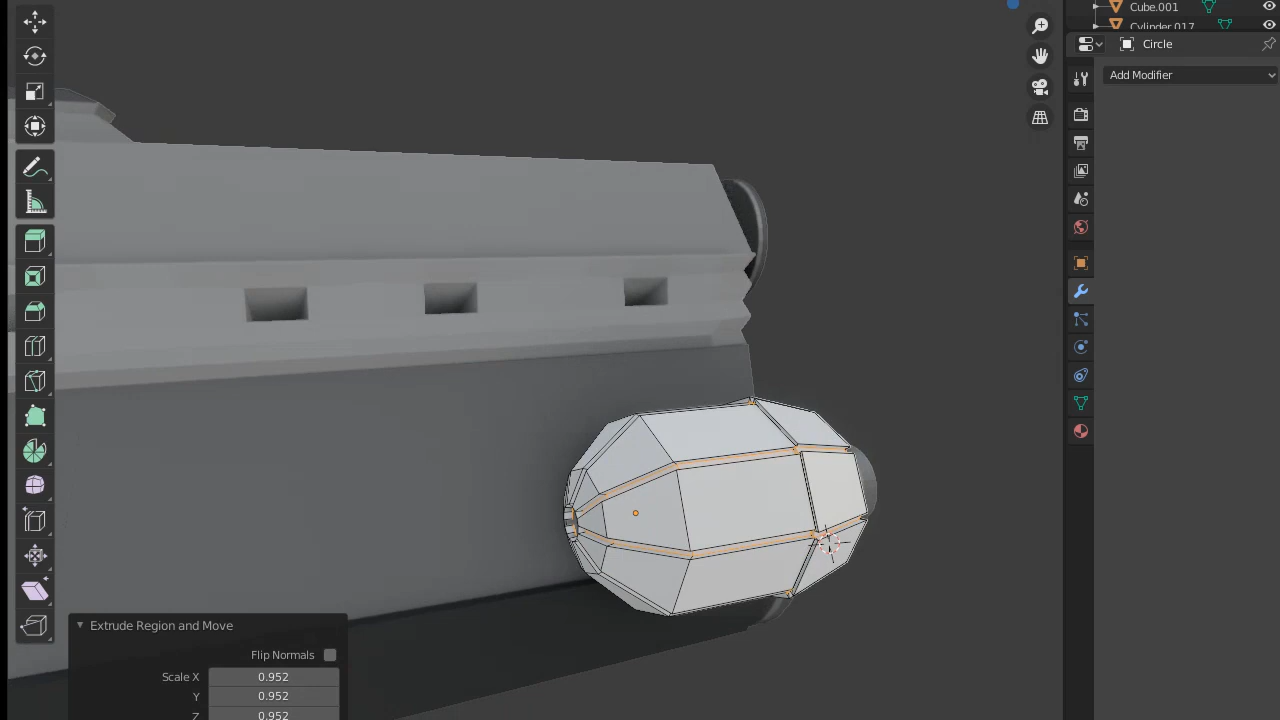 Cube.001
Cylinder.017
Circle
Add Modifier
Extrude Region and Move
Flip Normals
Scale X 0.952
Y 0.952
Z 0.952